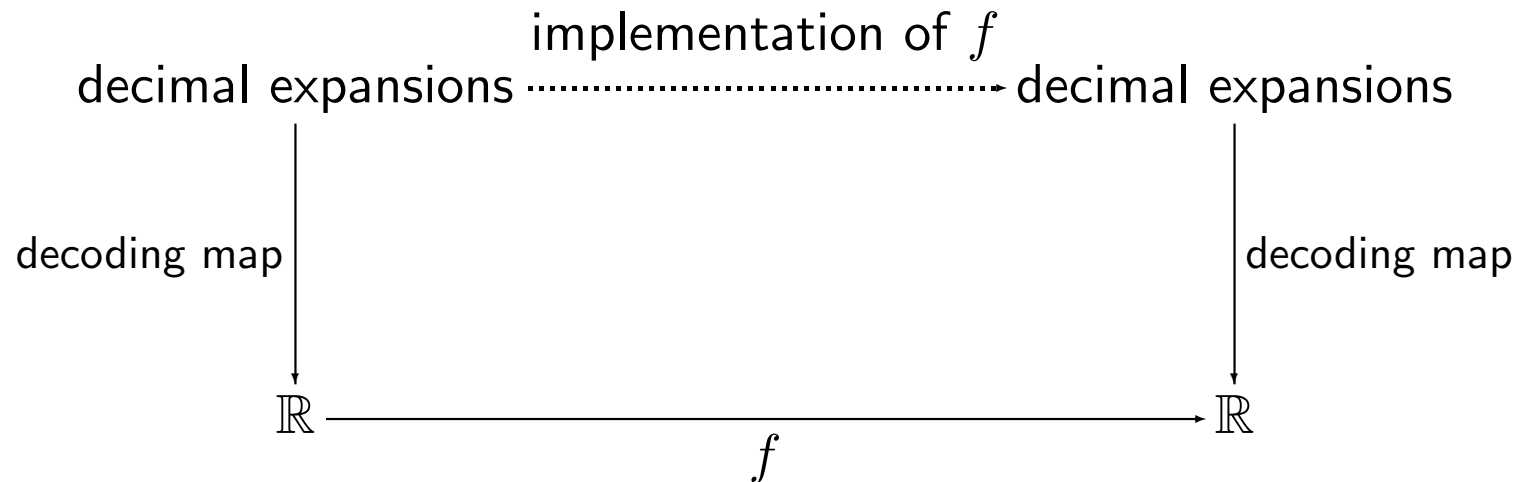 implementation of f
decimal expansions decimal expansions
decoding map decoding map
ℝ ℝ
f